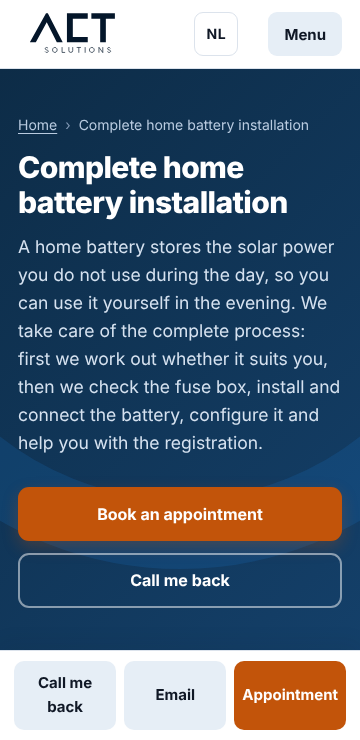 ACT
SOLUTIONS
NL
Menu
Home › Complete home battery installation
Complete home
battery installation
A home battery stores the solar power
you do not use during the day, so you
can use it yourself in the evening. We
take care of the complete process:
first we work out whether it suits you,
then we check the fuse box, install and
connect the battery, configure it and
help you with the registration.
Book an appointment
Call me back
Call me
back
Email
Appointment